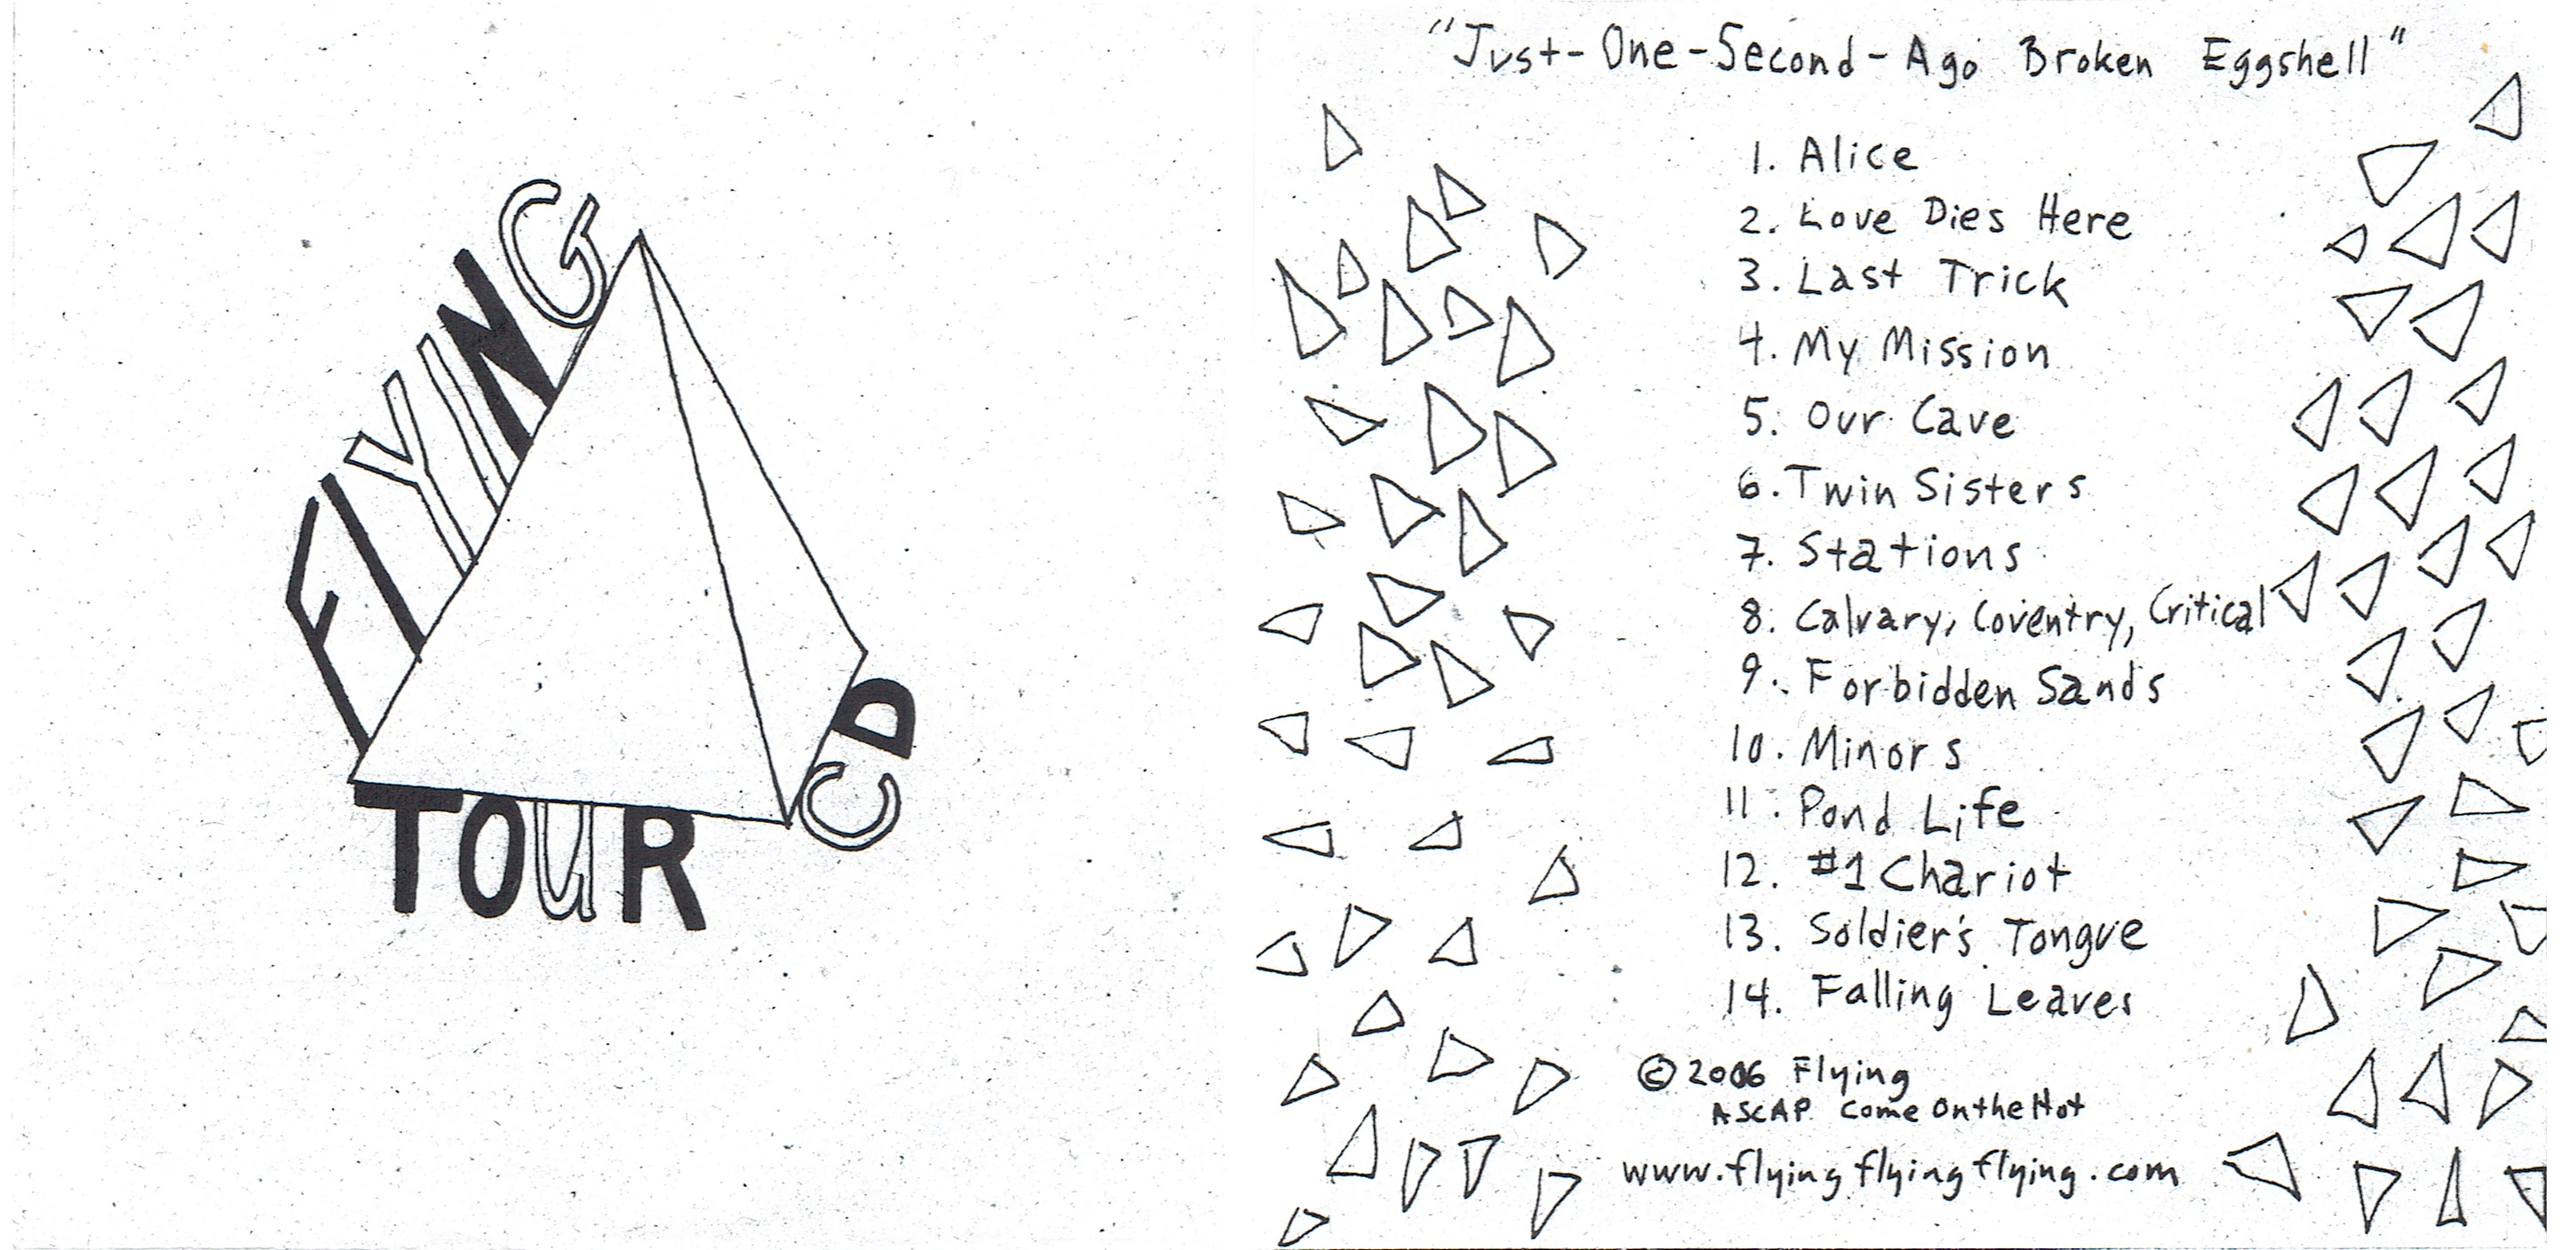 FlYING
TOuR
CD
"Just-One-Second-Ago Broken Eggshell"
1. Alice
2. Love Dies Here
3. Last Trick
4. My Mission
5. Our Cave
6. Twin Sisters
7. Stations
8. Calvary, Coventry, Critical
9. Forbidden Sands
10. Minors
11. Pond Life
12. #1 Chariot
13. Soldier's Tongue
14. Falling Leaves
© 2006 Flying
ASCAP Come On the Hot
www.flyingflyingflying.com